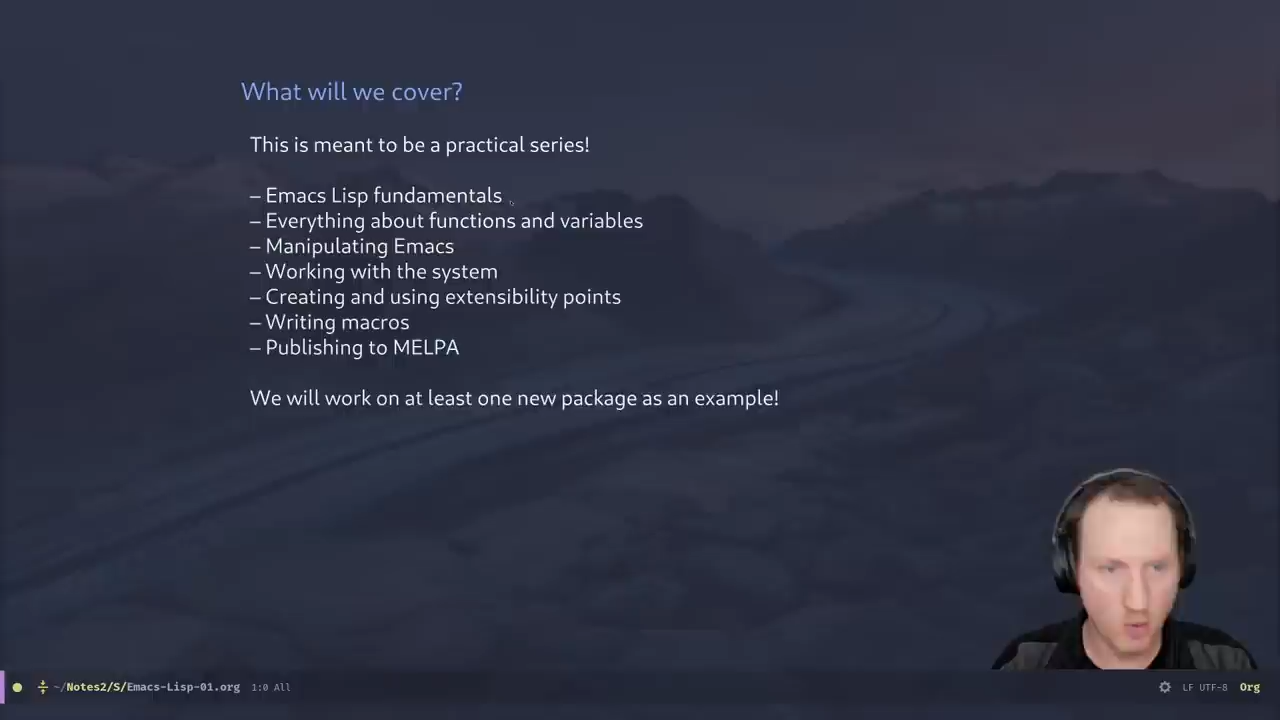 What will we cover?
This is meant to be a practical series!
– Emacs Lisp fundamentals
– Everything about functions and variables
– Manipulating Emacs
– Working with the system
– Creating and using extensibility points
– Writing macros
– Publishing to MELPA
We will work on at least one new package as an example!
~/Notes2/S/Emacs-Lisp-01.org 1:0 All LF UTF-8 Org